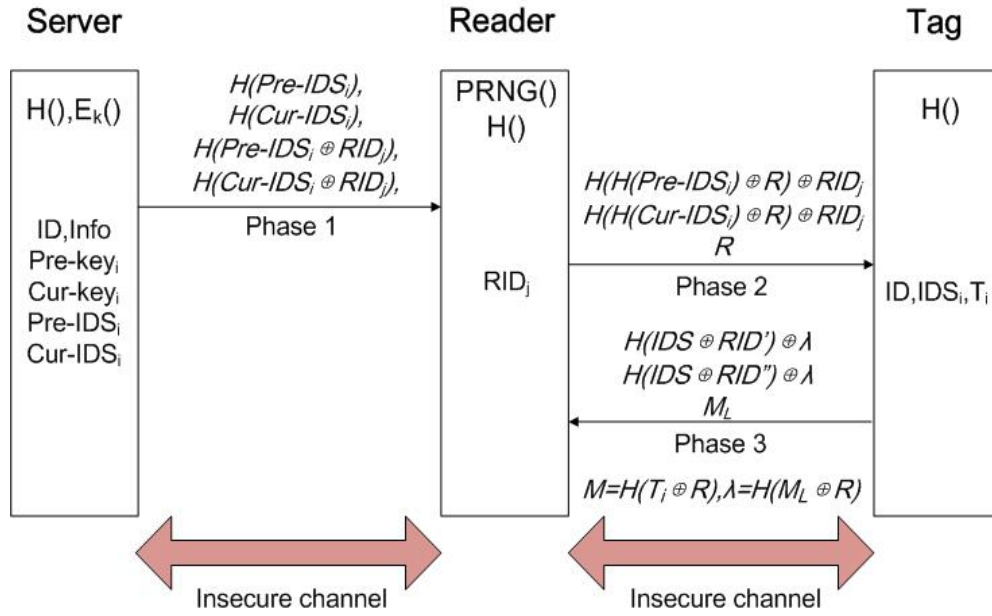 Server
Reader
Tag
H(),Eₖ()
ID,Info
Pre-keyᵢ
Cur-keyᵢ
Pre-IDSᵢ
Cur-IDSᵢ
H(Pre-IDSᵢ),
H(Cur-IDSᵢ),
H(Pre-IDSᵢ ⊕ RIDⱼ),
H(Cur-IDSᵢ ⊕ RIDⱼ),
Phase 1
PRNG()
H()
RIDⱼ
H(H(Pre-IDSᵢ) ⊕ R) ⊕ RIDⱼ
H(H(Cur-IDSᵢ) ⊕ R) ⊕ RIDⱼ
R
Phase 2
H(IDS ⊕ RID') ⊕ λ
H(IDS ⊕ RID") ⊕ λ
M_L
Phase 3
M=H(Tᵢ ⊕ R),λ=H(M_L ⊕ R)
H()
ID,IDSᵢ,Tᵢ
Insecure channel
Insecure channel